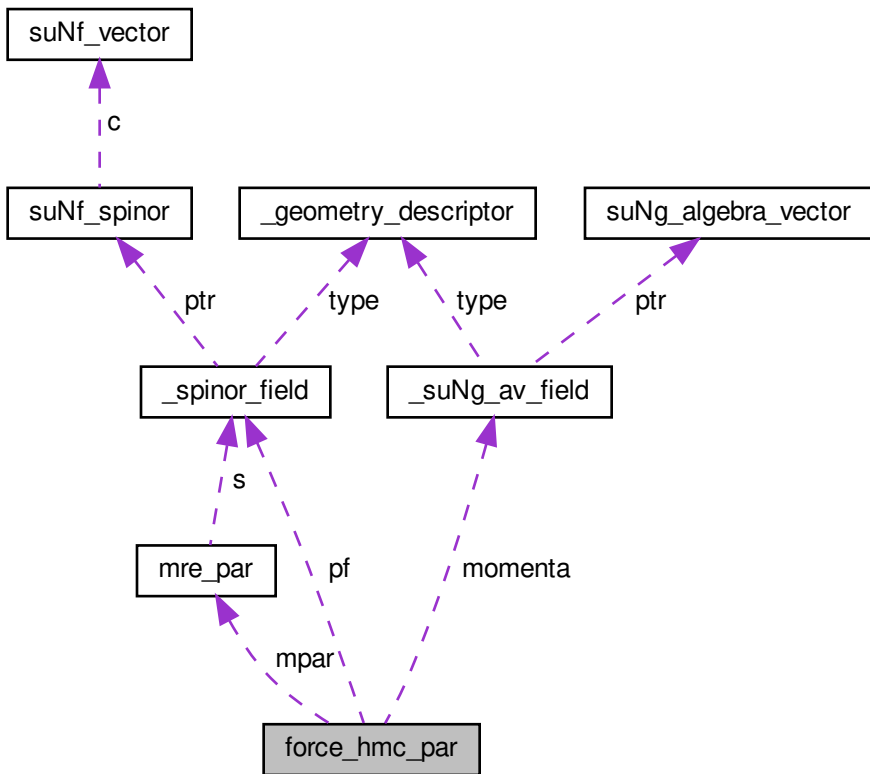 suNf_vector
c
suNf_spinor
_geometry_descriptor
suNg_algebra_vector
ptr
type
type
ptr
_spinor_field
_suNg_av_field
s
mre_par
pf
momenta
mpar
force_hmc_par